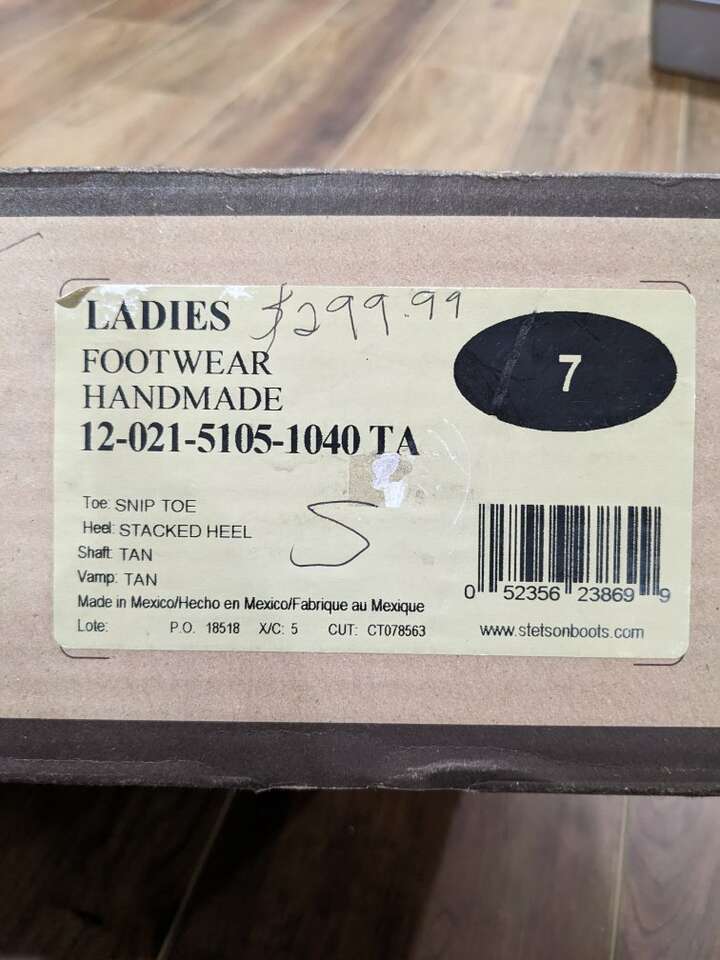 LADIES $299.99
FOOTWEAR
HANDMADE
12-021-5105-1040 TA
7
Toe: SNIP TOE
Heel: STACKED HEEL
Shaft: TAN
Vamp: TAN
S
Made in Mexico/Hecho en Mexico/Fabrique au Mexique
Lote: P.O. 18518 X/C: 5 CUT: CT078563
0 52356 23869 9
www.stetsonboots.com